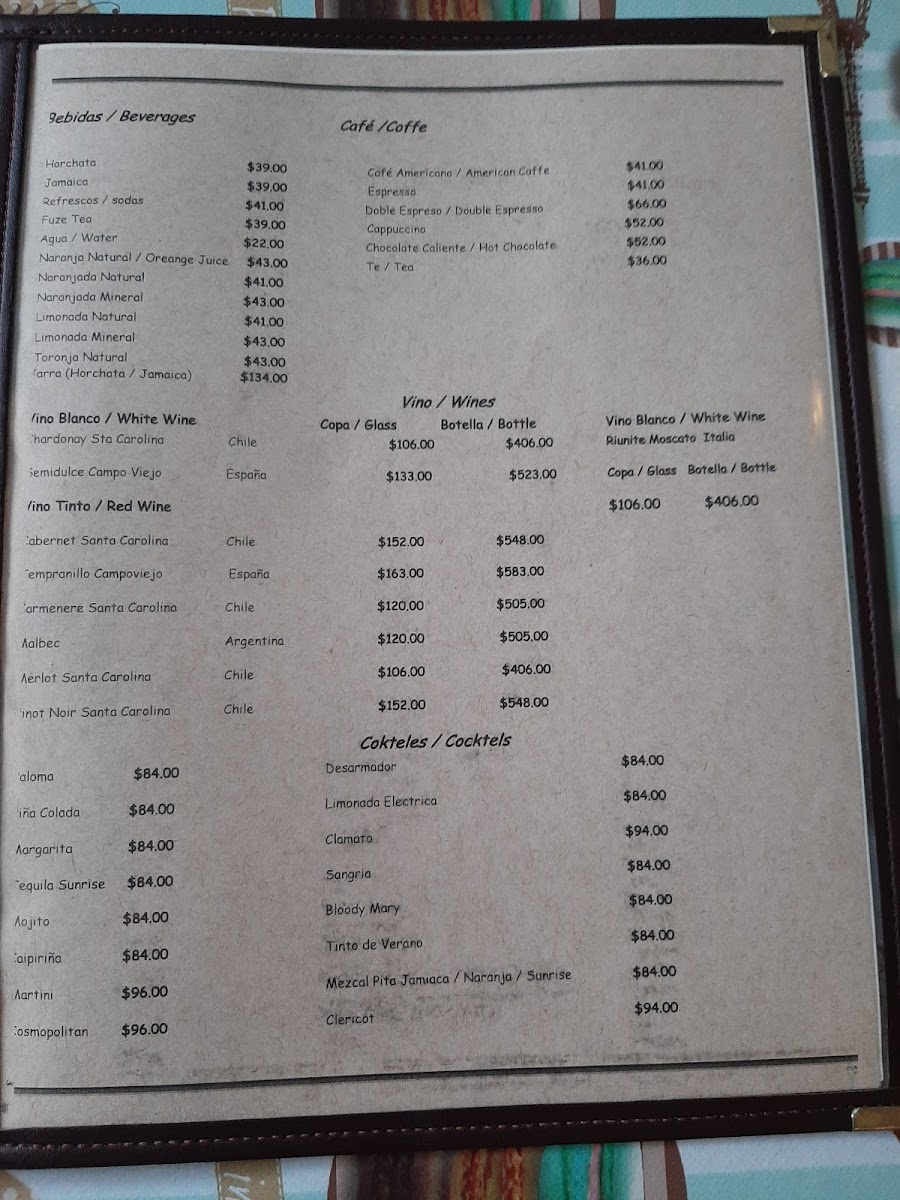 Bebidas / Beverages
Horchata $39.00
Jamaica $39.00
Refrescos / sodas $41.00
Fuze Tea $39.00
Agua / Water $22.00
Naranja Natural / Oreange Juice $43.00
Naranjada Natural $41.00
Naranjada Mineral $43.00
Limonada Natural $41.00
Limonada Mineral $43.00
Toronja Natural $43.00
Jarra (Horchata / Jamaica) $134.00
Café /Coffe
Café Americano / American Coffe $41.00
Espresso $41.00
Doble Espreso / Double Espresso $66.00
Cappuccino $52.00
Chocolate Caliente / Hot Chocolate $52.00
Te / Tea $36.00
Vino / Wines
Vino Blanco / White Wine Copa / Glass Botella / Bottle
Chardonay Sta Carolina Chile $106.00 $406.00
Semidulce Campo Viejo España $133.00 $523.00
Vino Tinto / Red Wine
Cabernet Santa Carolina Chile $152.00 $548.00
Tempranillo Campoviejo España $163.00 $583.00
Carmenere Santa Carolina Chile $120.00 $505.00
Malbec Argentina $120.00 $505.00
Merlot Santa Carolina Chile $106.00 $406.00
Pinot Noir Santa Carolina Chile $152.00 $548.00
Vino Blanco / White Wine
Riunite Moscato Italia
Copa / Glass Botella / Bottle
$106.00 $406.00
Cokteles / Cocktels
Paloma $84.00
Piña Colada $84.00
Margarita $84.00
Tequila Sunrise $84.00
Mojito $84.00
Caipiriña $84.00
Martini $96.00
Cosmopolitan $96.00
Desarmador $84.00
Limonada Electrica $84.00
Clamato $94.00
Sangria $84.00
Bloody Mary $84.00
Tinto de Verano $84.00
Mezcal Pita Jamiaca / Naranja / Sunrise $84.00
Clericot $94.00